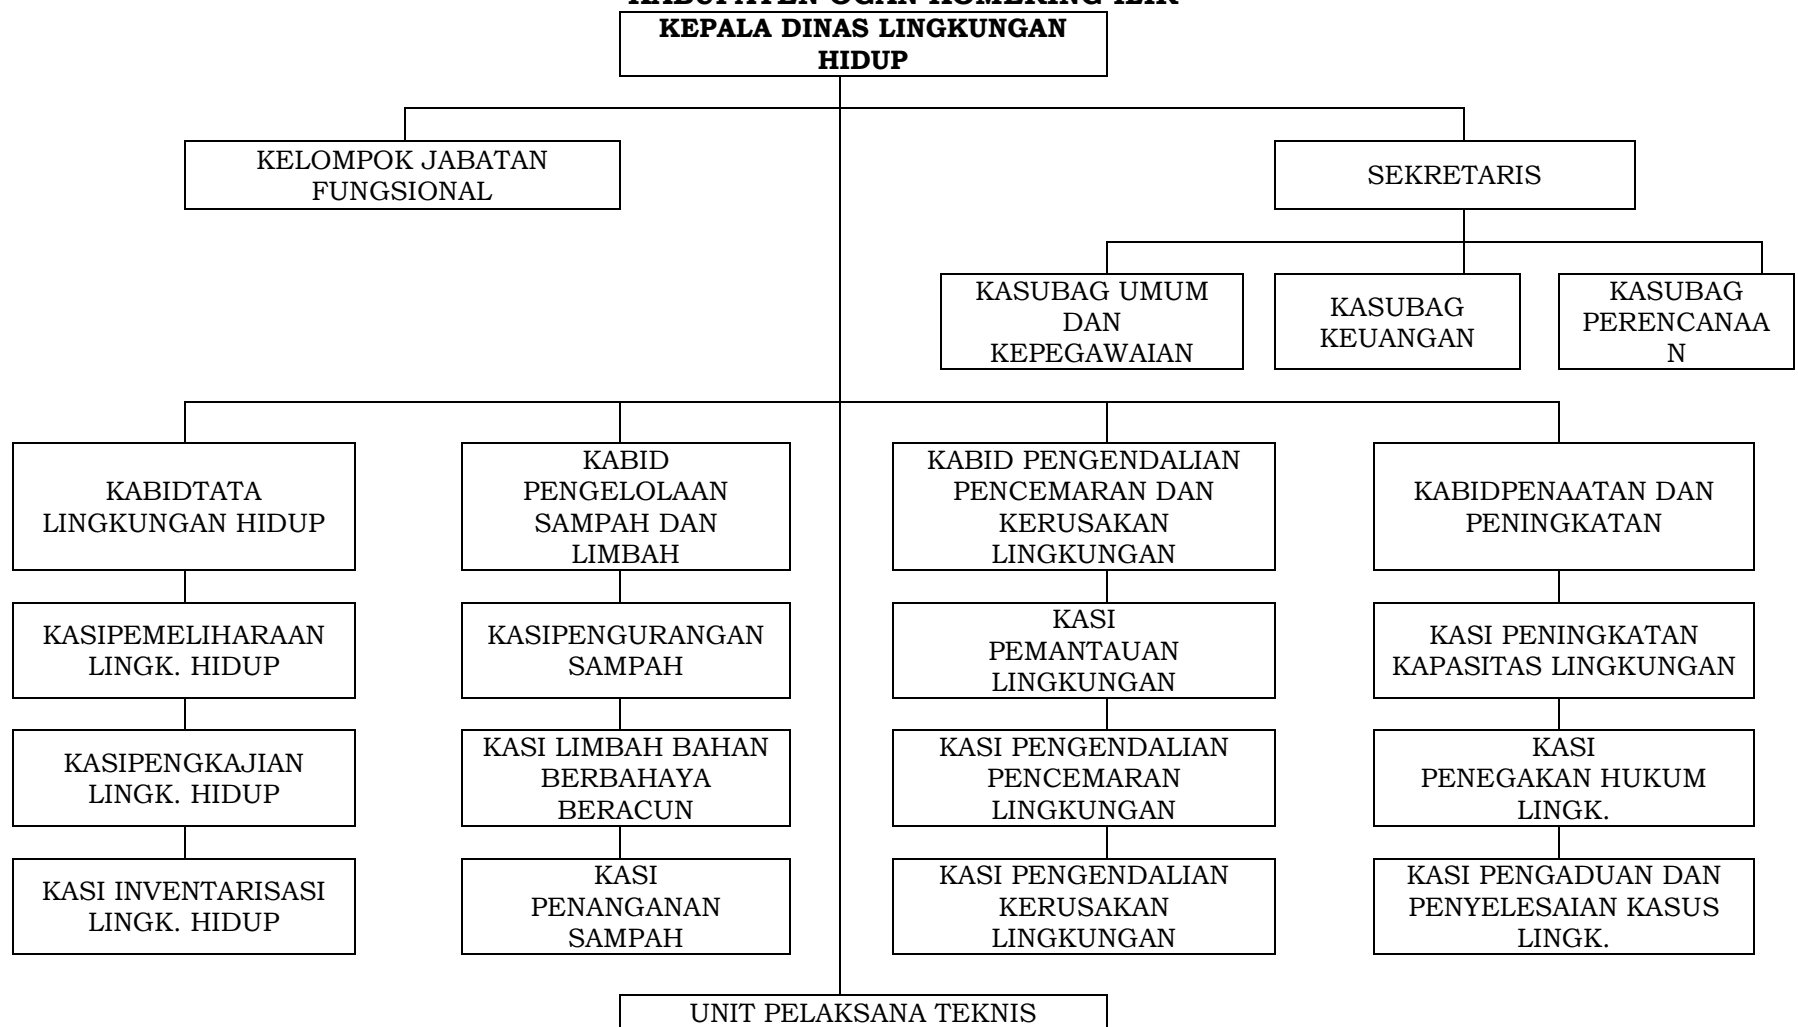 KABUPATEN OGAN KOMERING ILIR
KEPALA DINAS LINGKUNGAN
HIDUP
KELOMPOK JABATAN
FUNGSIONAL
SEKRETARIS
KASUBAG UMUM
DAN
KEPEGAWAIAN
KASUBAG
KEUANGAN
KASUBAG
PERENCANAA
N
KABIDTATA
LINGKUNGAN HIDUP
KABID
PENGELOLAAN
SAMPAH DAN
LIMBAH
KABID PENGENDALIAN
PENCEMARAN DAN
KERUSAKAN
LINGKUNGAN
KABIDPENAATAN DAN
PENINGKATAN
KASIPEMELIHARAAN
LINGK. HIDUP
KASIPENGURANGAN
SAMPAH
KASI
PEMANTAUAN
LINGKUNGAN
KASI PENINGKATAN
KAPASITAS LINGKUNGAN
KASIPENGKAJIAN
LINGK. HIDUP
KASI LIMBAH BAHAN
BERBAHAYA
BERACUN
KASI PENGENDALIAN
PENCEMARAN
LINGKUNGAN
KASI
PENEGAKAN HUKUM
LINGK.
KASI INVENTARISASI
LINGK. HIDUP
KASI
PENANGANAN
SAMPAH
KASI PENGENDALIAN
KERUSAKAN
LINGKUNGAN
KASI PENGADUAN DAN
PENYELESAIAN KASUS
LINGK.
UNIT PELAKSANA TEKNIS